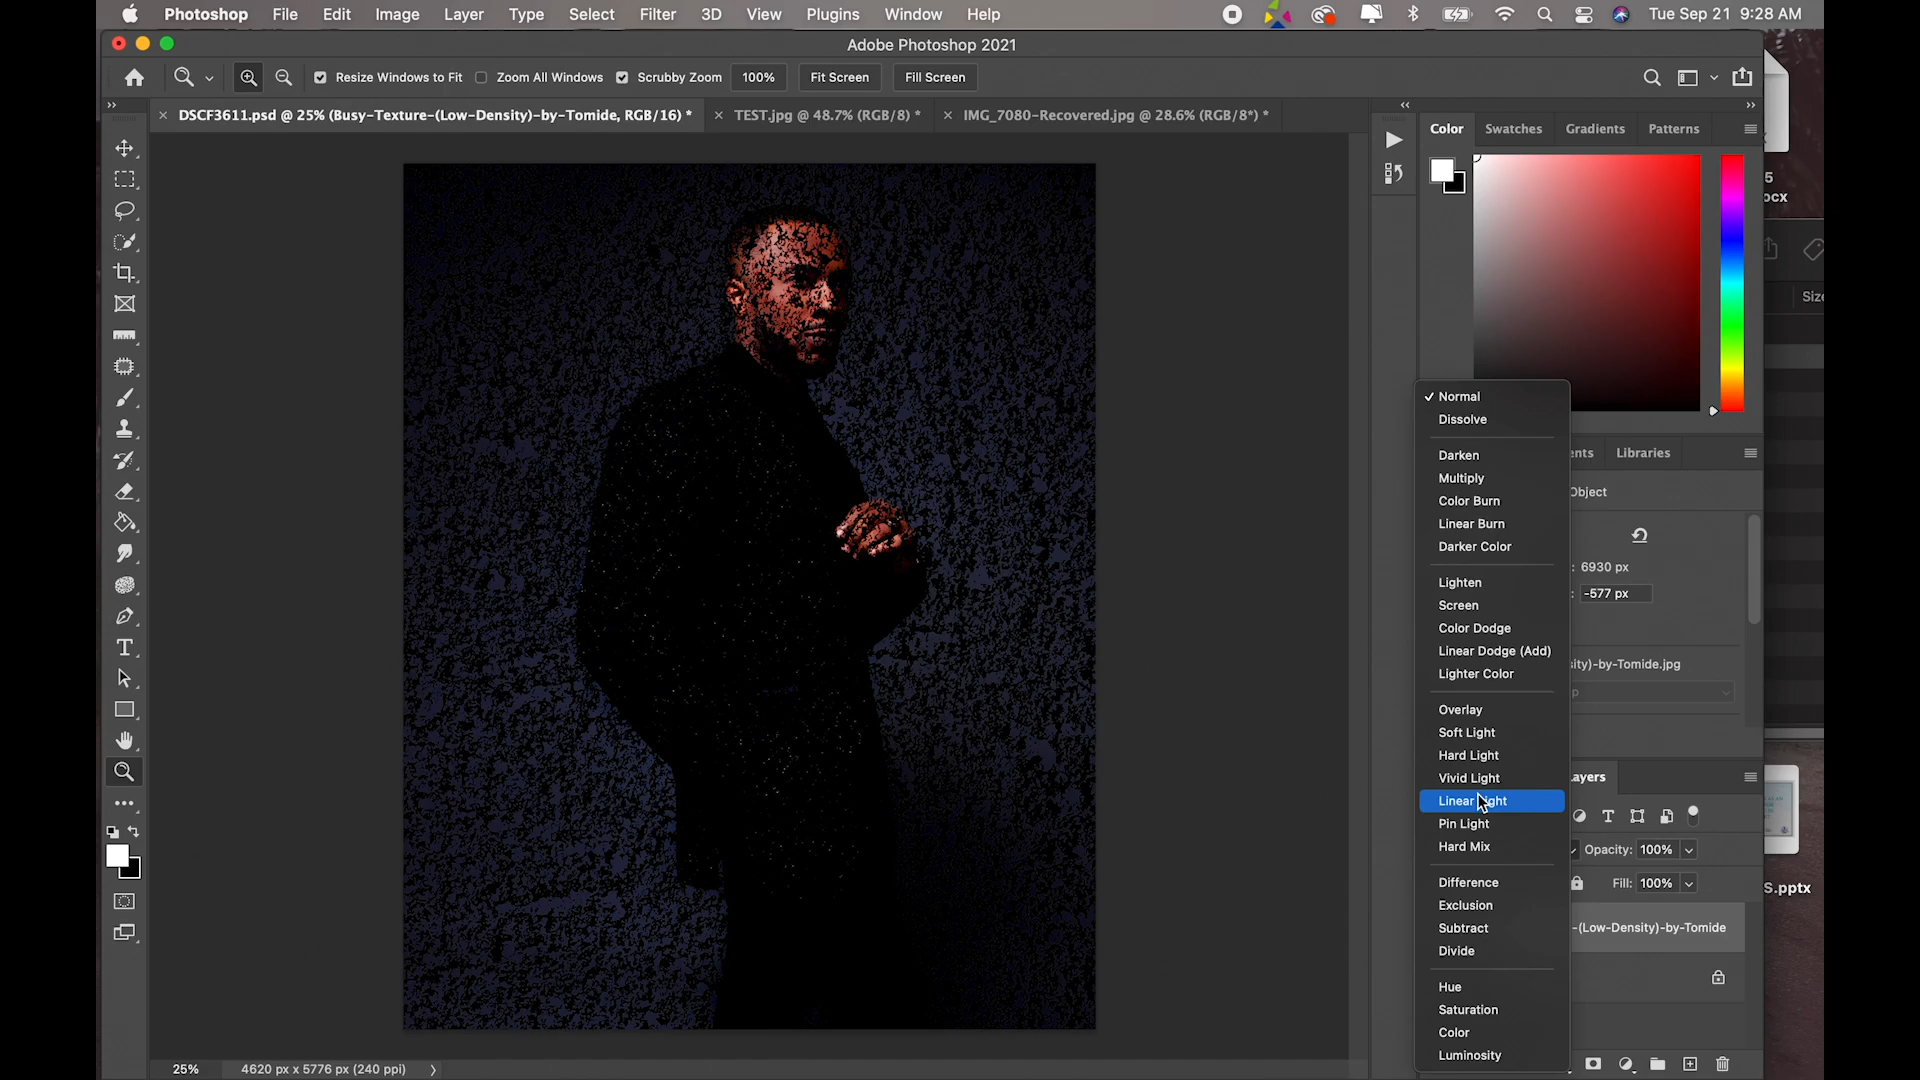 Photoshop File Edit Image Layer Type Select Filter 3D View Plugins Window Help Tue Sep 21 9:28 AM
Adobe Photoshop 2021
Resize Windows to Fit Zoom All Windows Scrubby Zoom 100% Fit Screen Fill Screen
DSCF3611.psd @ 25% (Busy-Texture-(Low-Density)-by-Tomide, RGB/16) * TEST.jpg @ 48.7% (RGB/8) * IMG_7080-Recovered.jpg @ 28.6% (RGB/8*) *
Color Swatches Gradients Patterns
5
ocx
Size
Normal
Dissolve
Darken
Multiply
Color Burn
Linear Burn
Darker Color
Lighten
Screen
Color Dodge
Linear Dodge (Add)
Lighter Color
Overlay
Soft Light
Hard Light
Vivid Light
Linear Light
Pin Light
Hard Mix
Difference
Exclusion
Subtract
Divide
Hue
Saturation
Color
Luminosity
ents Libraries
Object
: 6930 px
: -577 px
sity)-by-Tomide.jpg
p
ayers
Opacity: 100%
Fill: 100%
S.pptx
-(Low-Density)-by-Tomide
25% 4620 px x 5776 px (240 ppi)